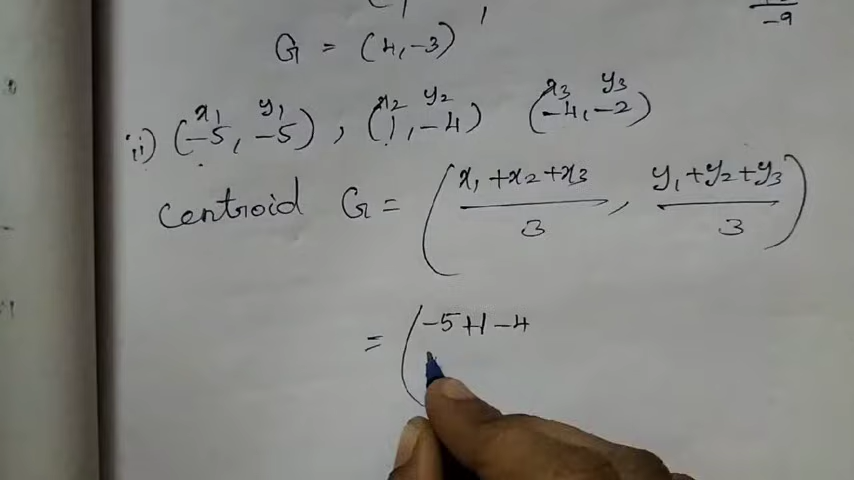 -9
G = (4, -3)
ii) (-5, -5), (1, -4) (-4, -2)
x₁ y₁ x₂ y₂ x₃ y₃
centroid G = (x₁+x₂+x₃/3, y₁+y₂+y₃/3)
= (-5+1-4